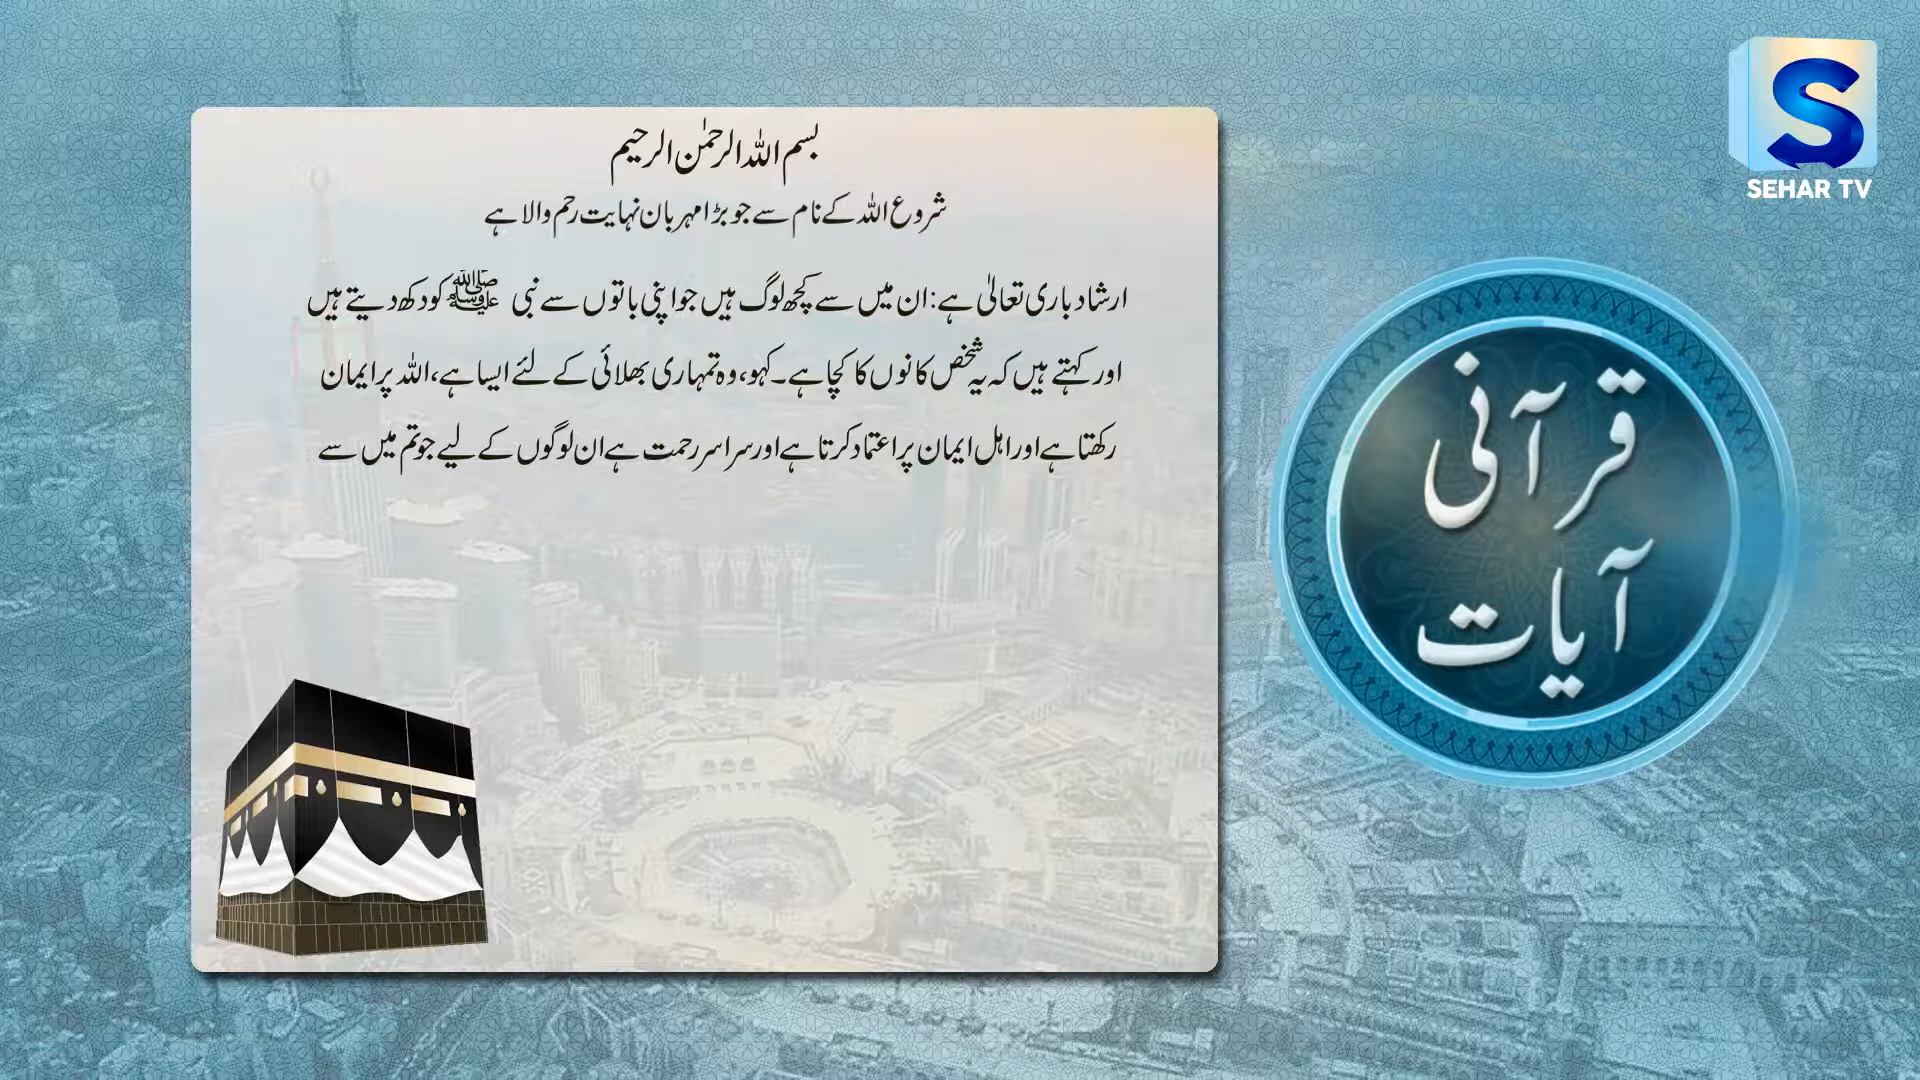 بسم اللہ الرحمٰن الرحیم
شروع اللہ کے نام سے جو بڑا مہربان نہایت رحم والا ہے
ارشاد باری تعالیٰ ہے: ان میں سے کچھ لوگ ہیں جو اپنی باتوں سے نبی ﷺ کو دکھ دیتے ہیں
اور کہتے ہیں کہ یہ شخص کانوں کا کچا ہے۔ کہو، وہ تمہاری بھلائی کے لئے ایسا ہے، اللہ پر ایمان
رکھتا ہے اور اہل ایمان پر اعتماد کرتا ہے اور سراسر رحمت ہے ان لوگوں کے لیے جو تم میں سے
SEHAR TV
قرآنی
آیات